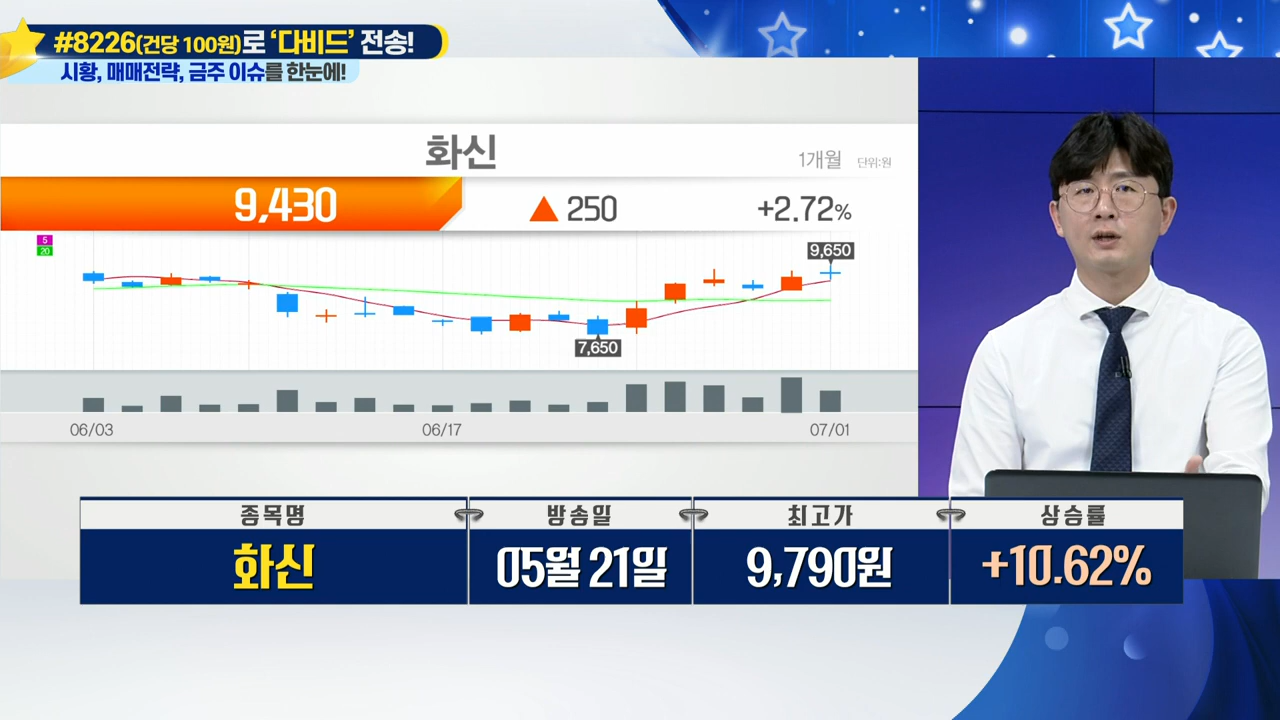 #8226(건당 100원)로 ‘다비드’ 전송!
시황, 매매전략, 금주 이슈를 한눈에!
화신
1개월 단위:원
9,430 ▲ 250 +2.72%
5
20
9,650
7,650
06/03 06/17 07/01
종목명 방송일 최고가 상승률
화신 05월 21일 9,790원 +10.62%